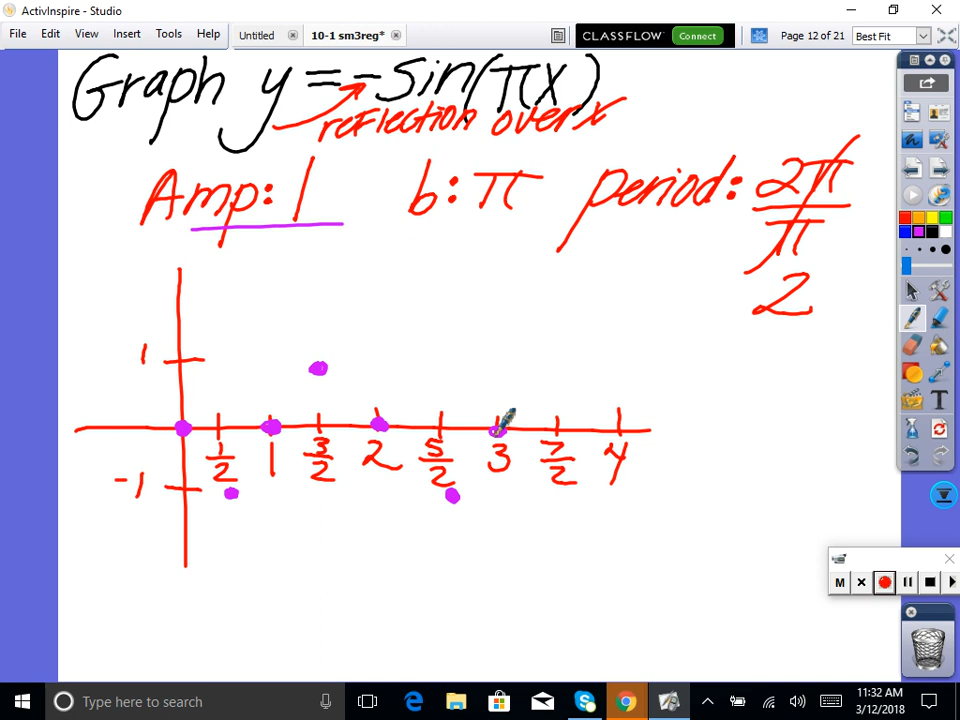 ActivInspire - Studio
File Edit View Insert Tools Help Untitled 10-1 sm3reg* CLASSFLOW Connect Page 12 of 21 Best Fit
Graph y = -sin(πx)
reflection over x
Amp: 1 b: π period: 2π/π
2
1
1/2 1 3/2 2 5/2 3 7/2 4
-1
M
Type here to search
11:32 AM
3/12/2018